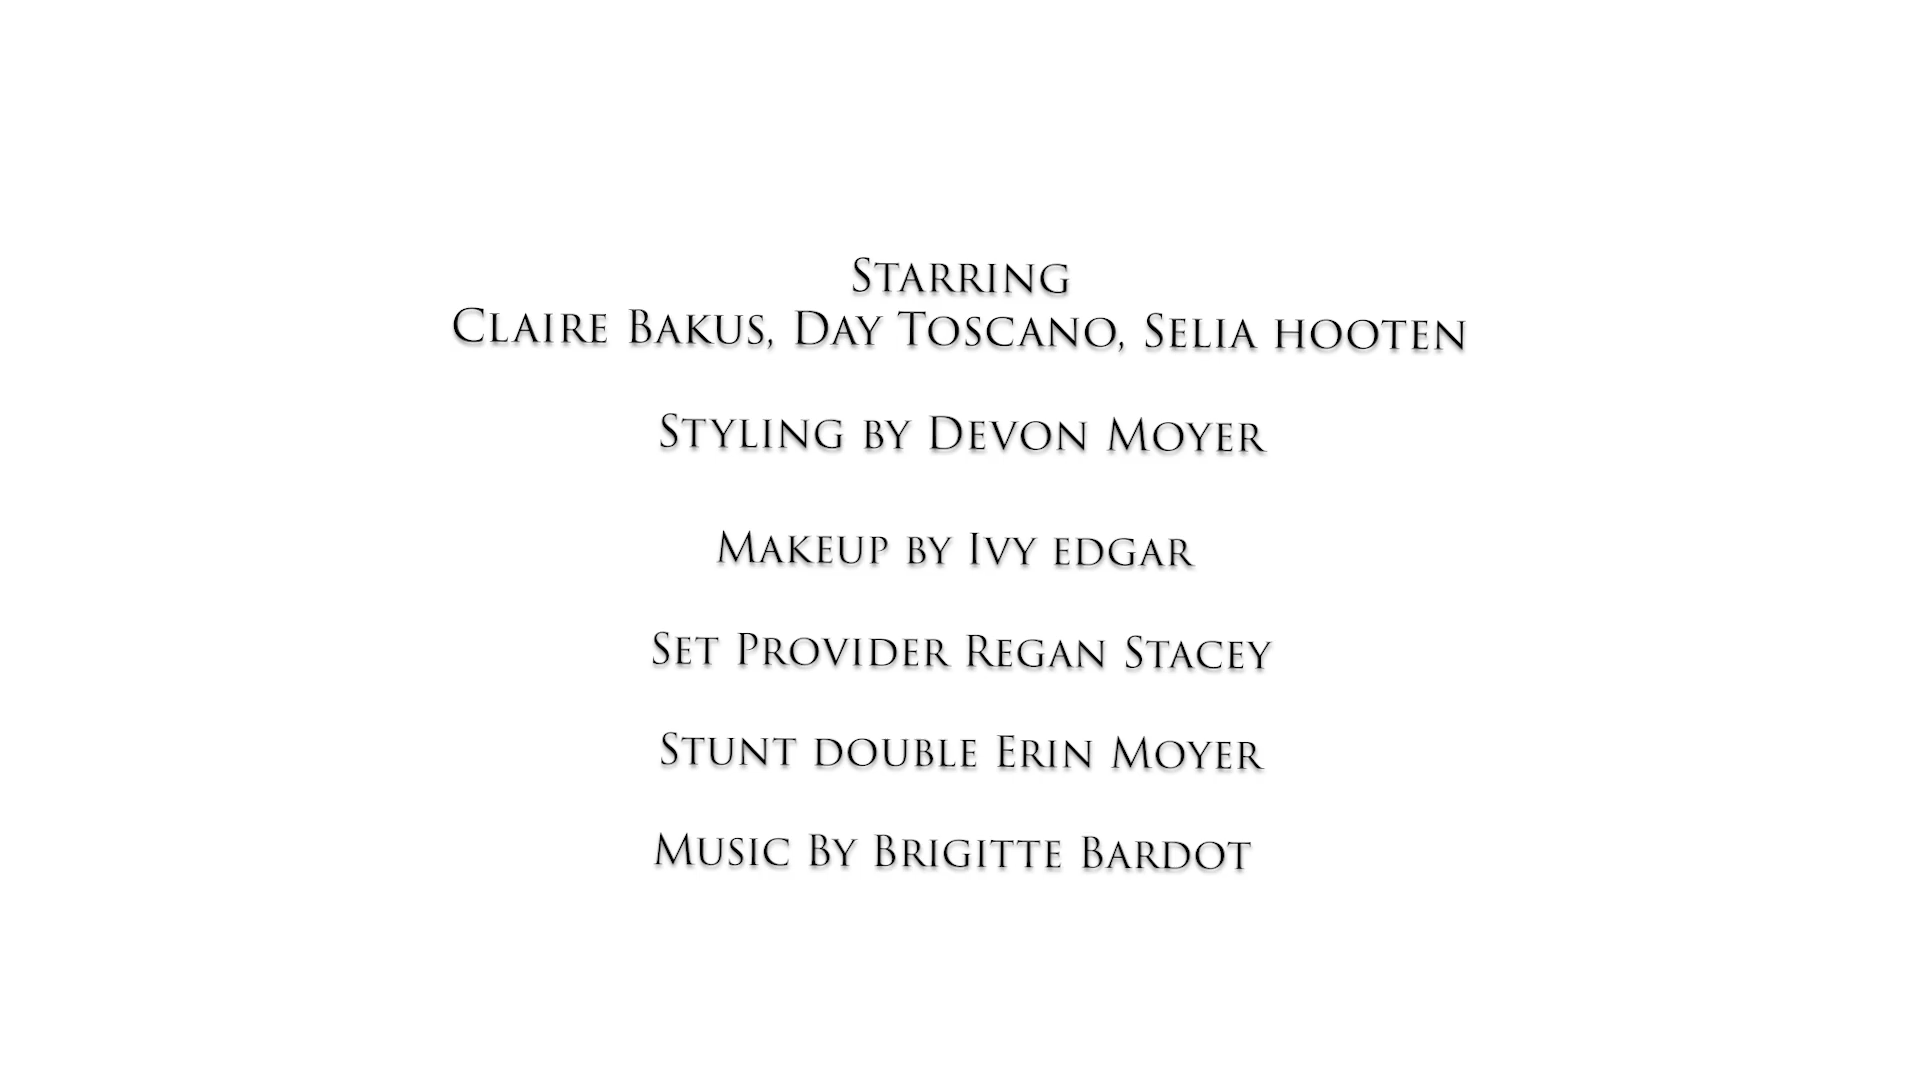 Starring
Claire Bakus, Day Toscano, Selia hooten
Styling by Devon Moyer
Makeup by Ivy edgar
Set Provider Regan Stacey
Stunt double Erin Moyer
Music By Brigitte Bardot